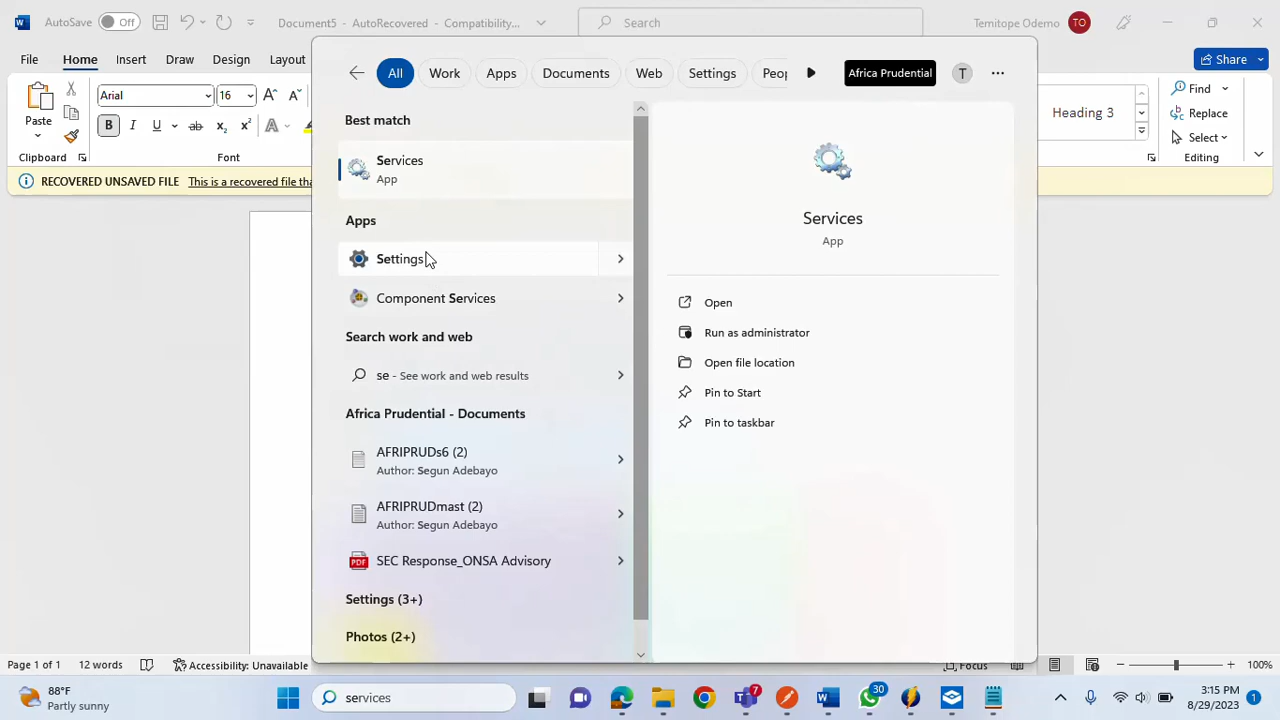 AutoSave Off Document5 - AutoRecovered - Compatibility... Search Temitope Odemo TO
File Home Insert Draw Design Layout Share
Paste Arial 16 Heading 3 Find
Replace
Select
Clipboard Font Editing
RECOVERED UNSAVED FILE This is a recovered file tha
All Work Apps Documents Web Settings Peop Africa Prudential T
Best match
Services
App
Apps
Settings
Component Services
Search work and web
se - See work and web results
Africa Prudential - Documents
AFRIPRUDs6 (2)
Author: Segun Adebayo
AFRIPRUDmast (2)
Author: Segun Adebayo
SEC Response_ONSA Advisory
Settings (3+)
Photos (2+)
Services
App
Open
Run as administrator
Open file location
Pin to Start
Pin to taskbar
Page 1 of 1 12 words Accessibility: Unavailable Focus 100%
88°F
Partly sunny
services
7
30
3:15 PM
8/29/2023
1